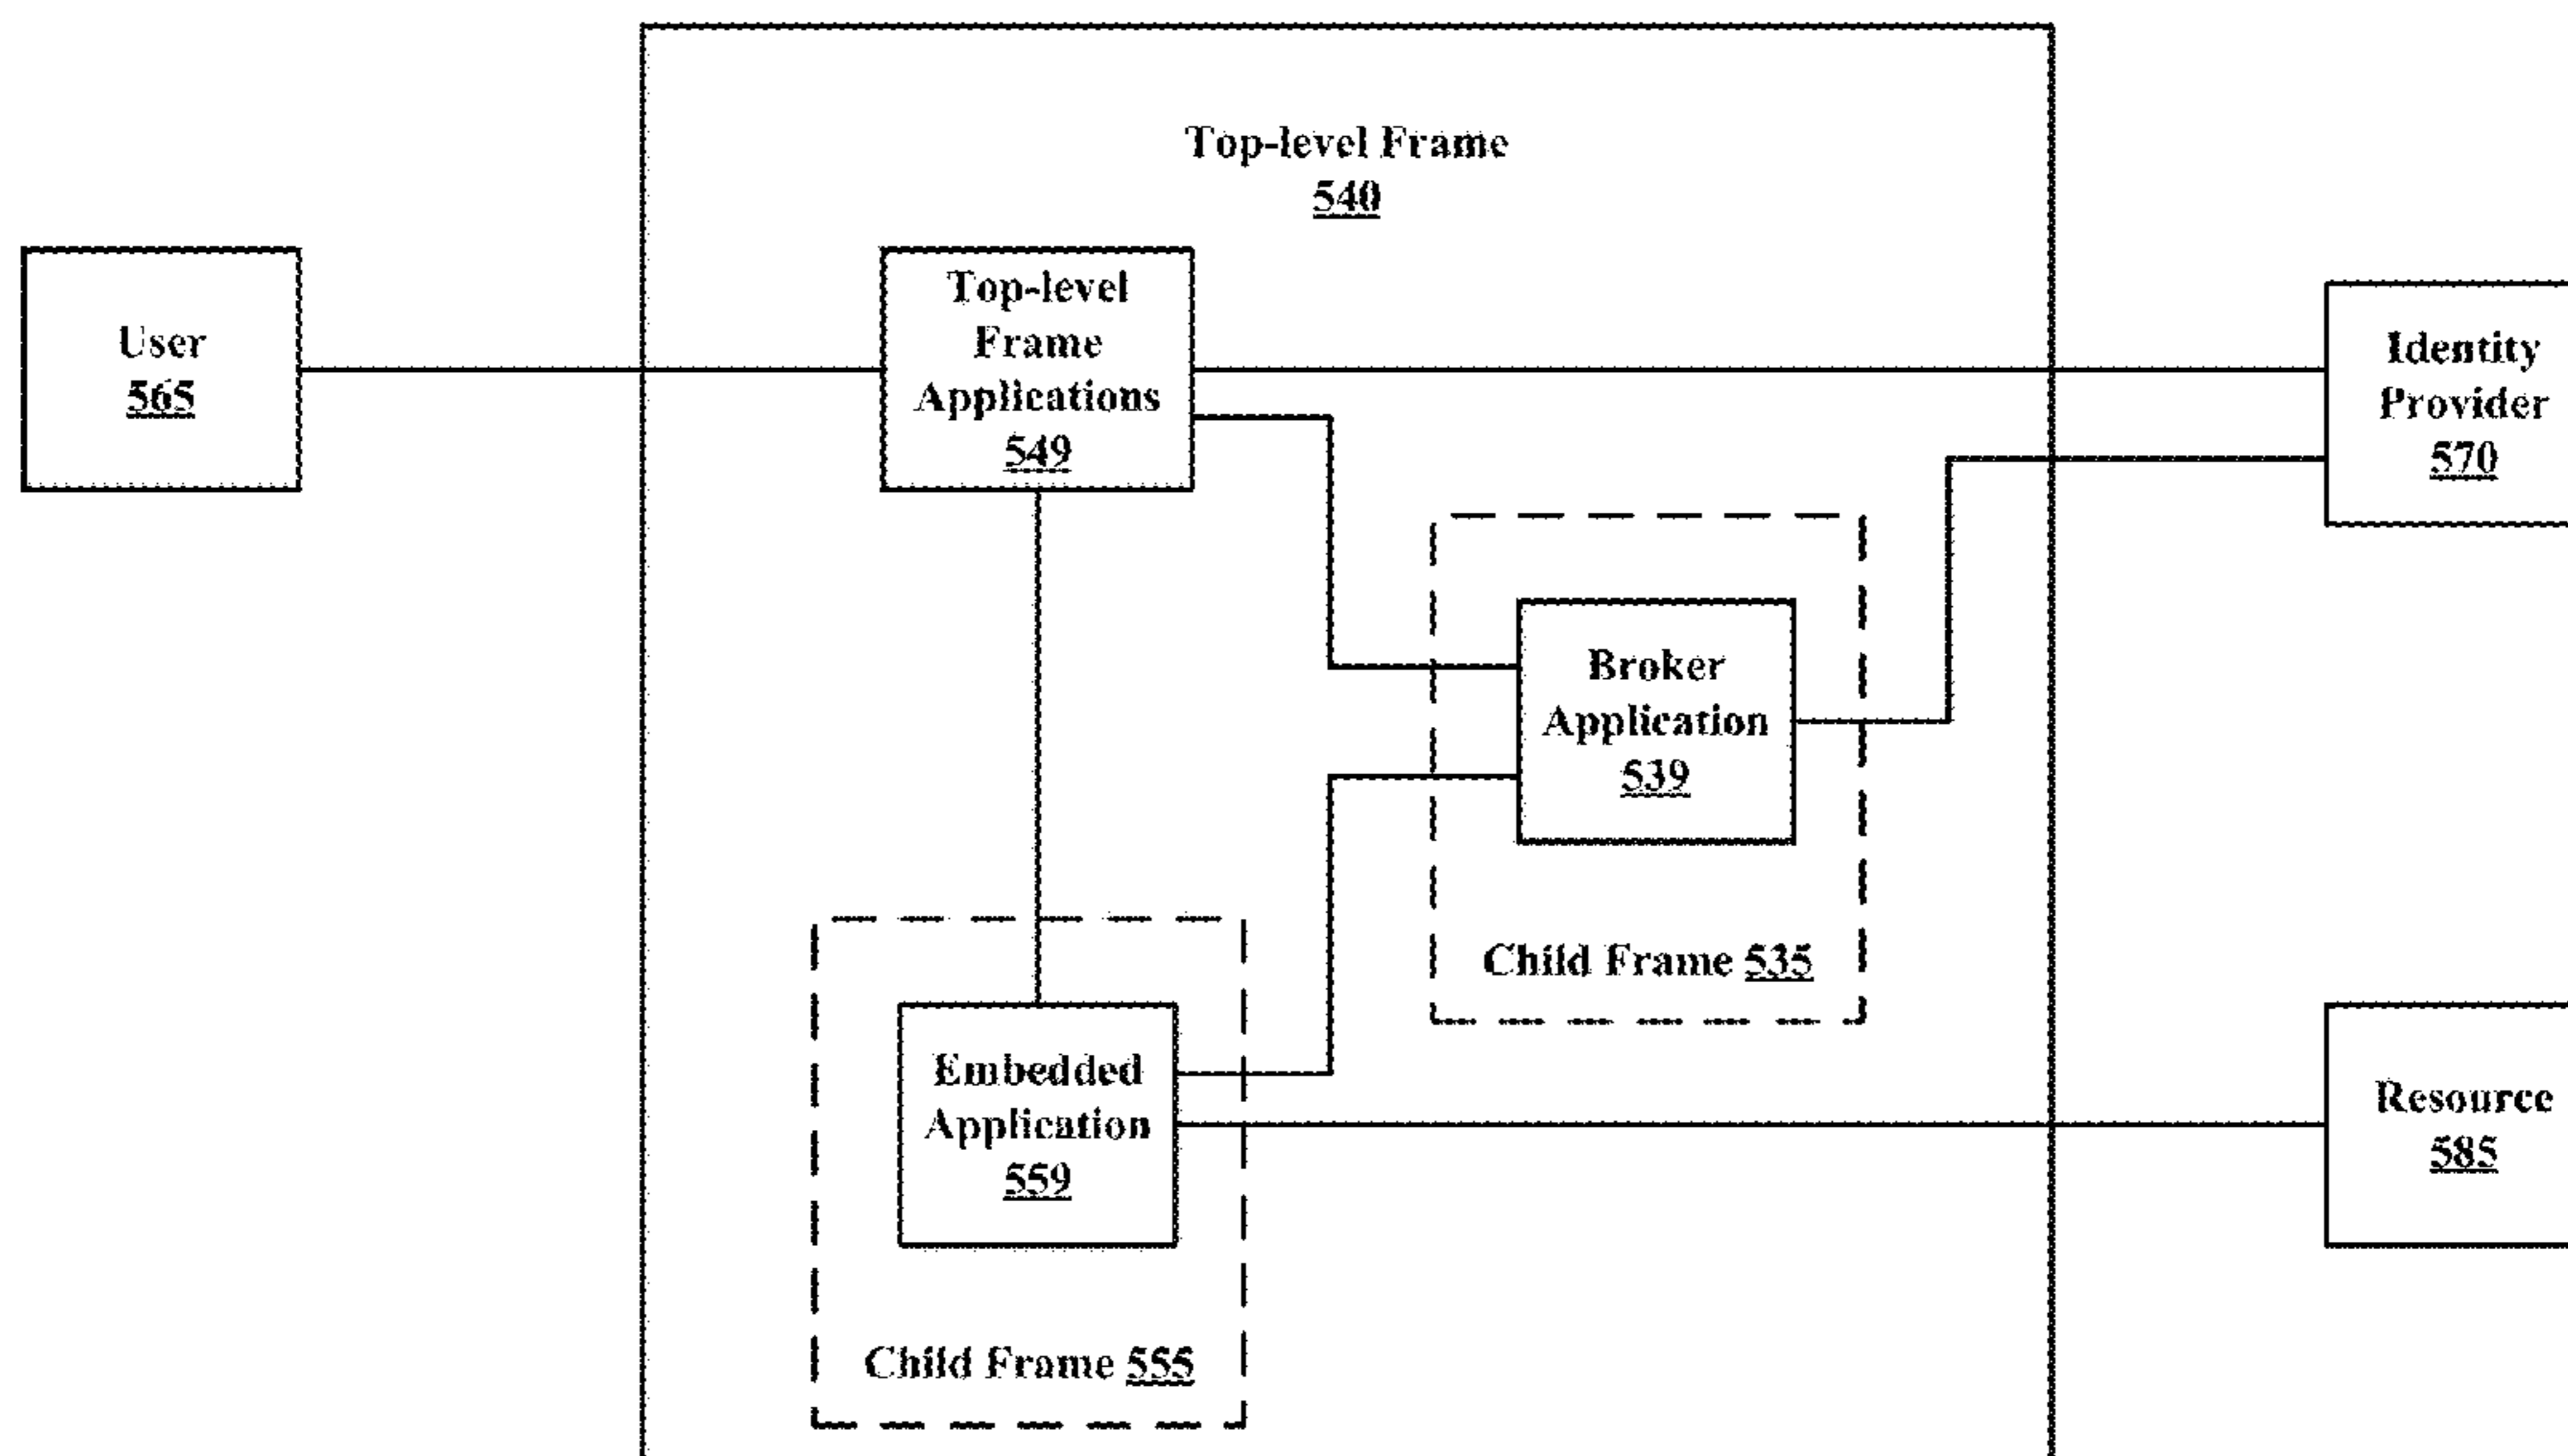 Top-level Frame
540
User
565
Top-level
Frame
Applications
549
Identity
Provider
570
Broker
Application
539
Child Frame 535
Embedded
Application
559
Child Frame 555
Resource
585